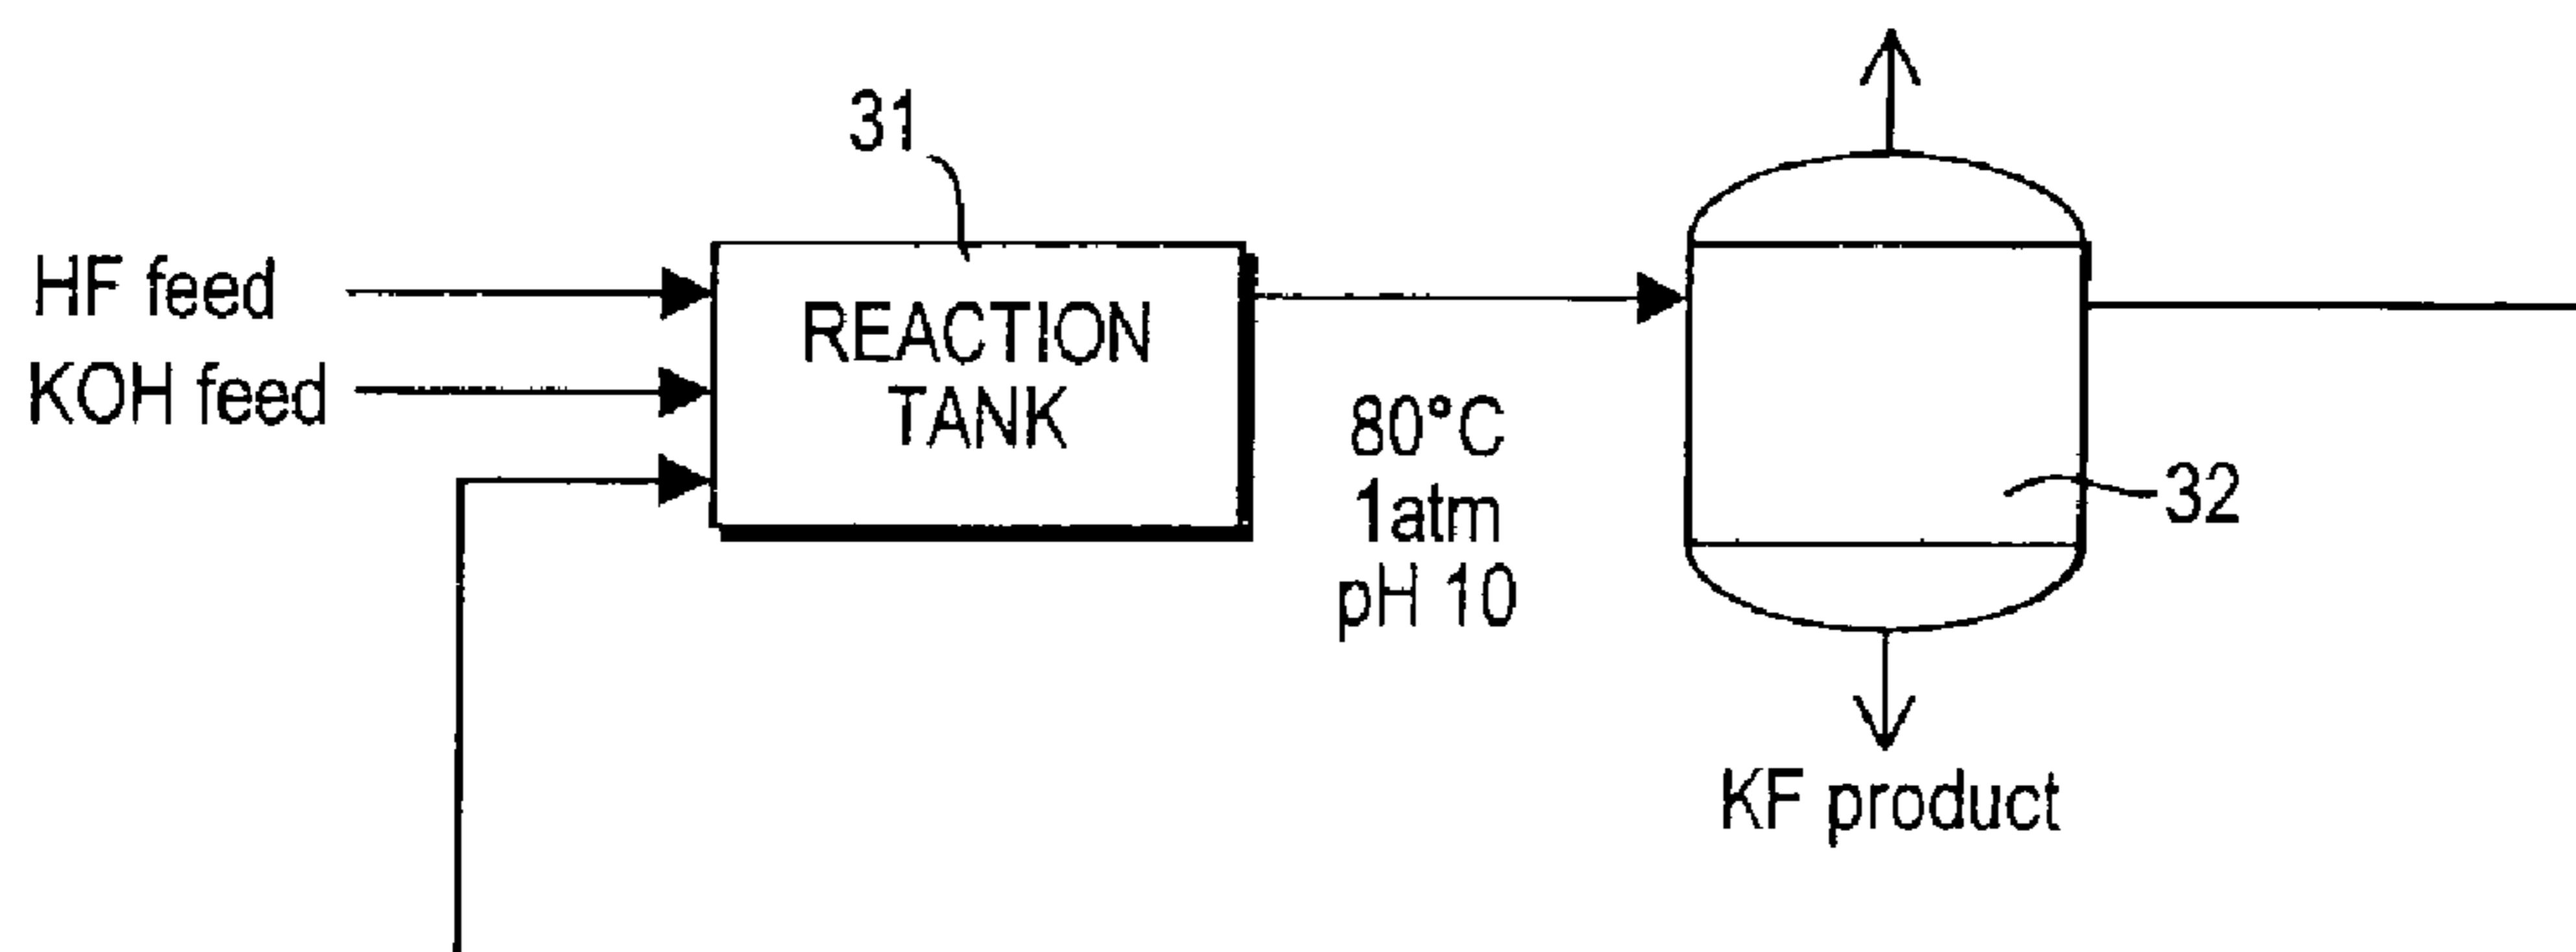 31
HF feed
KOH feed
REACTION
TANK
80°C
1atm
pH 10
32
KF product